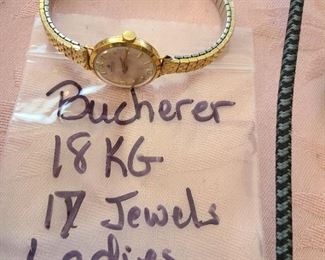 Bucherer
18 KG
17 Jewels
Ladies